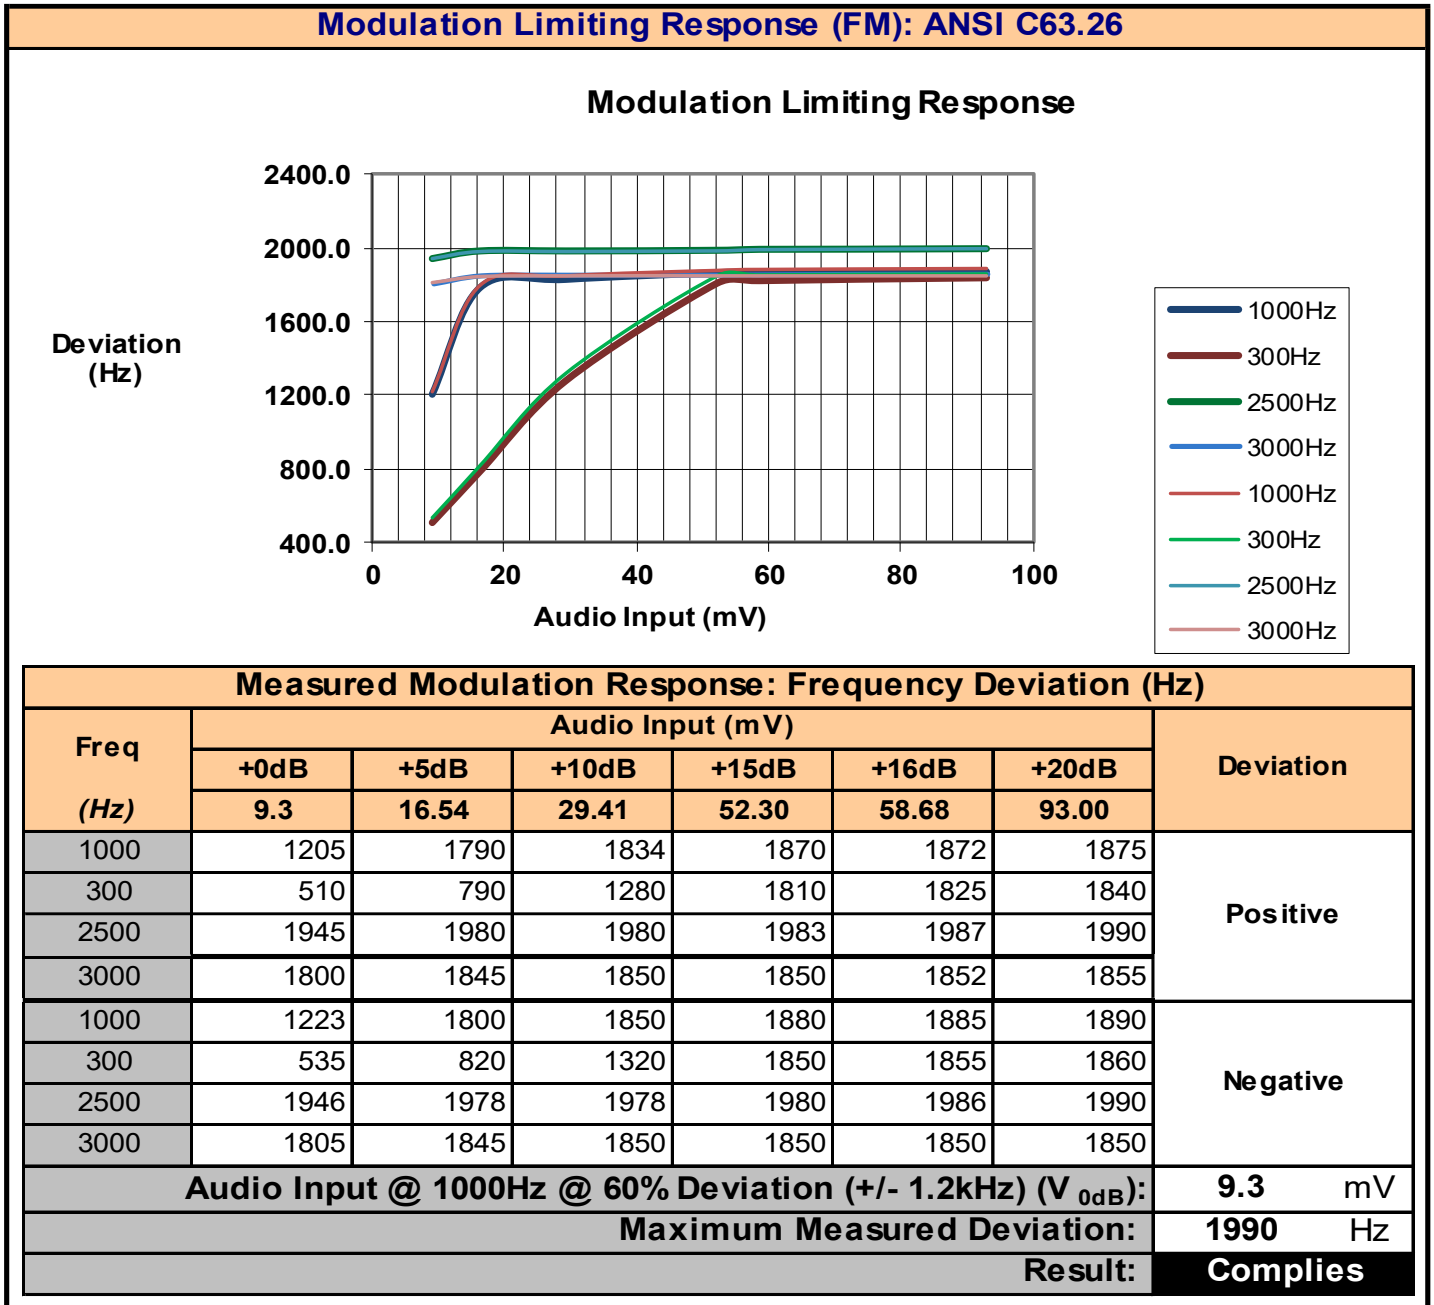 Modulation Limiting Response (FM): ANSI C63.26
Modulation Limiting Response
2400.0
2000.0
1600.0
1200.0
800.0
400.0
Deviation
(Hz)
0 20 40 60 80 100
Audio Input (mV)
1000Hz
300Hz
2500Hz
3000Hz
1000Hz
300Hz
2500Hz
3000Hz
Measured Modulation Response: Frequency Deviation (Hz)
Freq
(Hz)
Audio Input (mV)
Deviation
+0dB +5dB +10dB +15dB +16dB +20dB
9.3 16.54 29.41 52.30 58.68 93.00
1000 1205 1790 1834 1870 1872 1875
300 510 790 1280 1810 1825 1840
2500 1945 1980 1980 1983 1987 1990
3000 1800 1845 1850 1850 1852 1855
Positive
1000 1223 1800 1850 1880 1885 1890
300 535 820 1320 1850 1855 1860
2500 1946 1978 1978 1980 1986 1990
3000 1805 1845 1850 1850 1850 1850
Negative
Audio Input @ 1000Hz @ 60% Deviation (+/- 1.2kHz) (V 0dB): 9.3 mV
Maximum Measured Deviation: 1990 Hz
Result: Complies